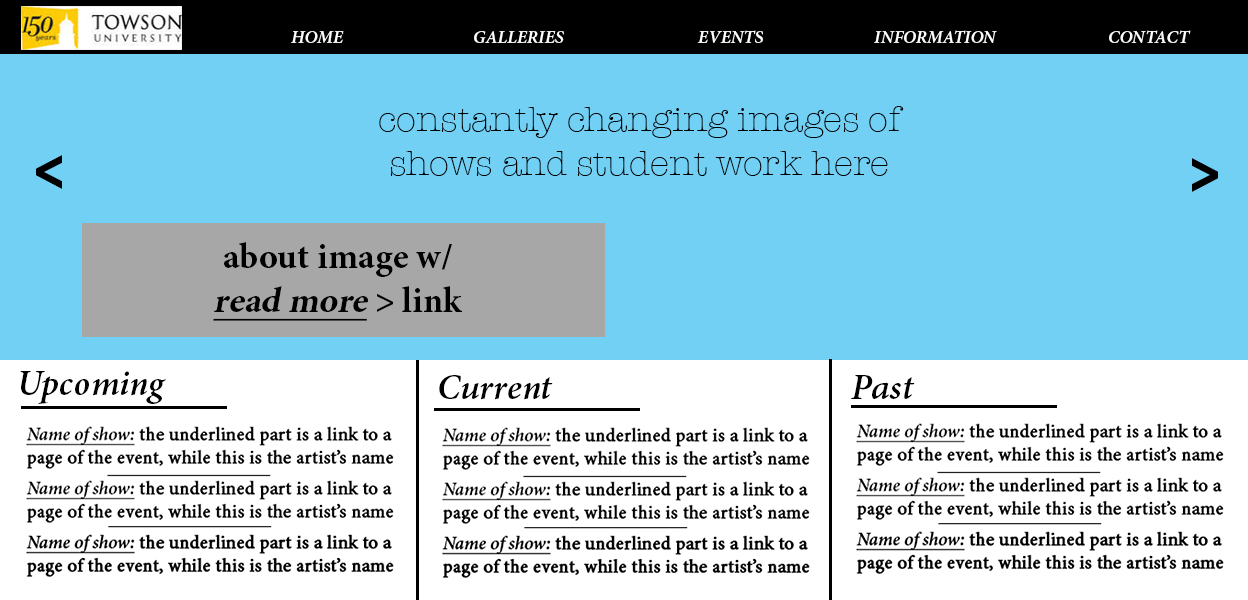 150 years TOWSON UNIVERSITY
HOME GALLERIES EVENTS INFORMATION CONTACT
constantly changing images of
shows and student work here
< >
about image w/
read more > link
Upcoming
Name of show: the underlined part is a link to a
page of the event, while this is the artist's name
Name of show: the underlined part is a link to a
page of the event, while this is the artist's name
Name of show: the underlined part is a link to a
page of the event, while this is the artist's name
Current
Name of show: the underlined part is a link to a
page of the event, while this is the artist's name
Name of show: the underlined part is a link to a
page of the event, while this is the artist's name
Name of show: the underlined part is a link to a
page of the event, while this is the artist's name
Past
Name of show: the underlined part is a link to a
page of the event, while this is the artist's name
Name of show: the underlined part is a link to a
page of the event, while this is the artist's name
Name of show: the underlined part is a link to a
page of the event, while this is the artist's name